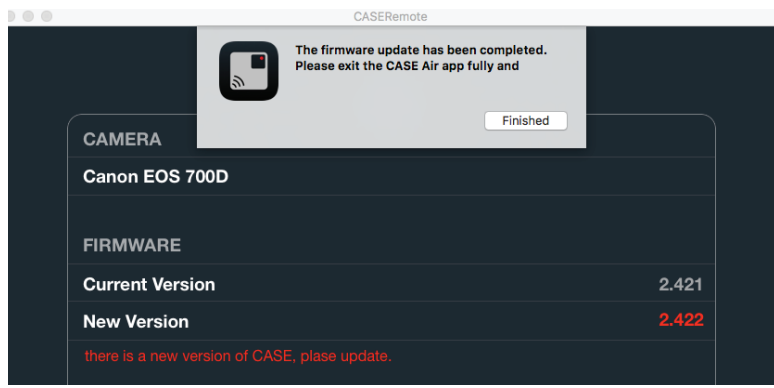 CASERemote
The firmware update has been completed.
Please exit the CASE Air app fully and
Finished
CAMERA
Canon EOS 700D
FIRMWARE
Current Version 2.421
New Version 2.422
there is a new version of CASE, plase update.